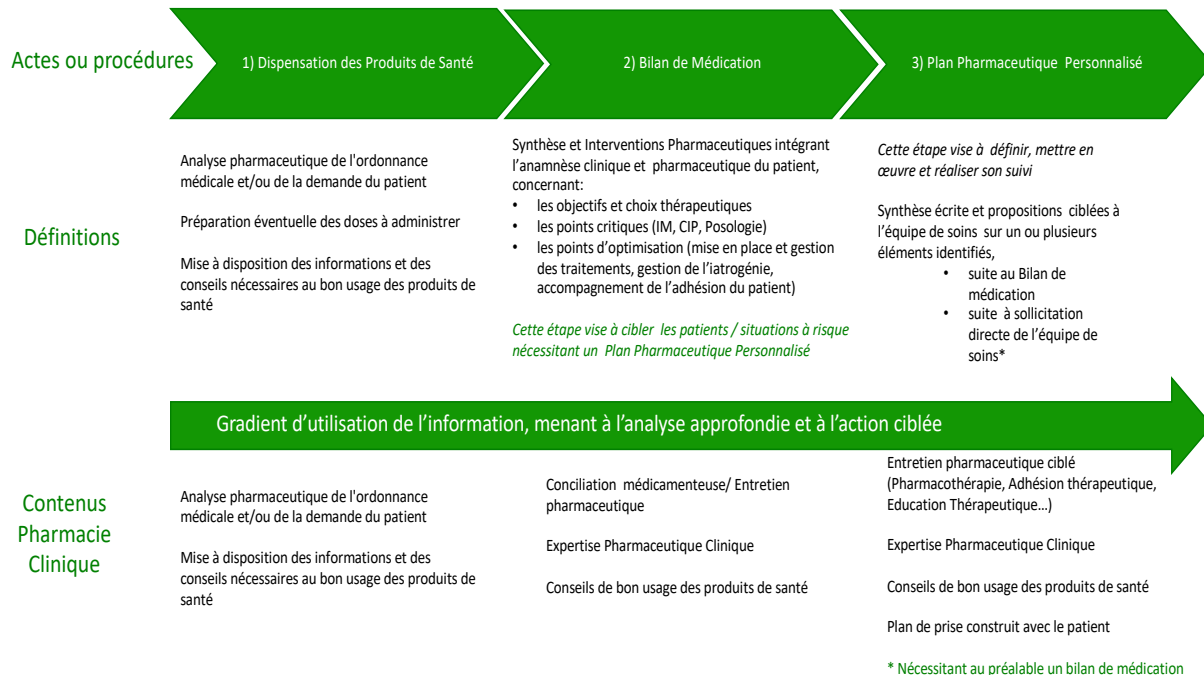 Actes ou procédures
1) Dispensation des Produits de Santé
2) Bilan de Médication
3) Plan Pharmaceutique Personnalisé
Définitions
Analyse pharmaceutique de l'ordonnance
médicale et/ou de la demande du patient
Préparation éventuelle des doses à administrer
Mise à disposition des informations et des
conseils nécessaires au bon usage des produits de
santé
Synthèse et Interventions Pharmaceutiques intégrant
l’anamnèse clinique et pharmaceutique du patient,
concernant:
• les objectifs et choix thérapeutiques
• les points critiques (IM, CIP, Posologie)
• les points d’optimisation (mise en place et gestion
des traitements, gestion de l’iatrogénie,
accompagnement de l’adhésion du patient)
Cette étape vise à cibler les patients / situations à risque
nécessitant un Plan Pharmaceutique Personnalisé
Cette étape vise à définir, mettre en
œuvre et réaliser son suivi
Synthèse écrite et propositions ciblées à
l’équipe de soins sur un ou plusieurs
éléments identifiés,
• suite au Bilan de
médication
• suite à sollicitation
directe de l’équipe de
soins*
Gradient d’utilisation de l’information, menant à l’analyse approfondie et à l’action ciblée
Contenus
Pharmacie
Clinique
Analyse pharmaceutique de l'ordonnance
médicale et/ou de la demande du patient
Mise à disposition des informations et des
conseils nécessaires au bon usage des produits de
santé
Conciliation médicamenteuse/ Entretien
pharmaceutique
Expertise Pharmaceutique Clinique
Conseils de bon usage des produits de santé
Entretien pharmaceutique ciblé
(Pharmacothérapie, Adhésion thérapeutique,
Education Thérapeutique…)
Expertise Pharmaceutique Clinique
Conseils de bon usage des produits de santé
Plan de prise construit avec le patient
* Nécessitant au préalable un bilan de médication